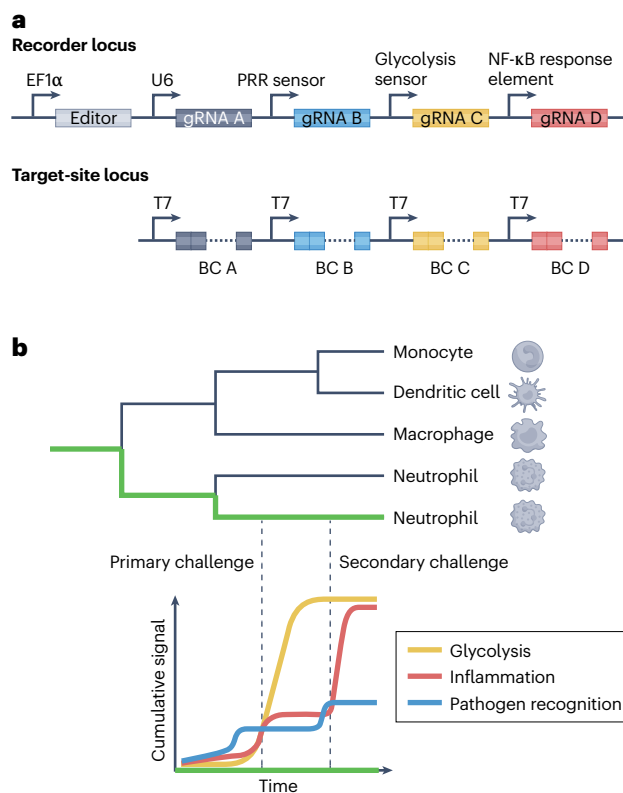 a
Recorder locus
EF1α
U6
PRR sensor
Glycolysis
sensor
NF-κB response
element
Editor
gRNA A
gRNA B
gRNA C
gRNA D
Target-site locus
T7
T7
T7
T7
BC A
BC B
BC C
BC D
b
Monocyte
Dendritic cell
Macrophage
Neutrophil
Neutrophil
Primary challenge
Secondary challenge
Cumulative signal
Glycolysis
Inflammation
Pathogen recognition
Time